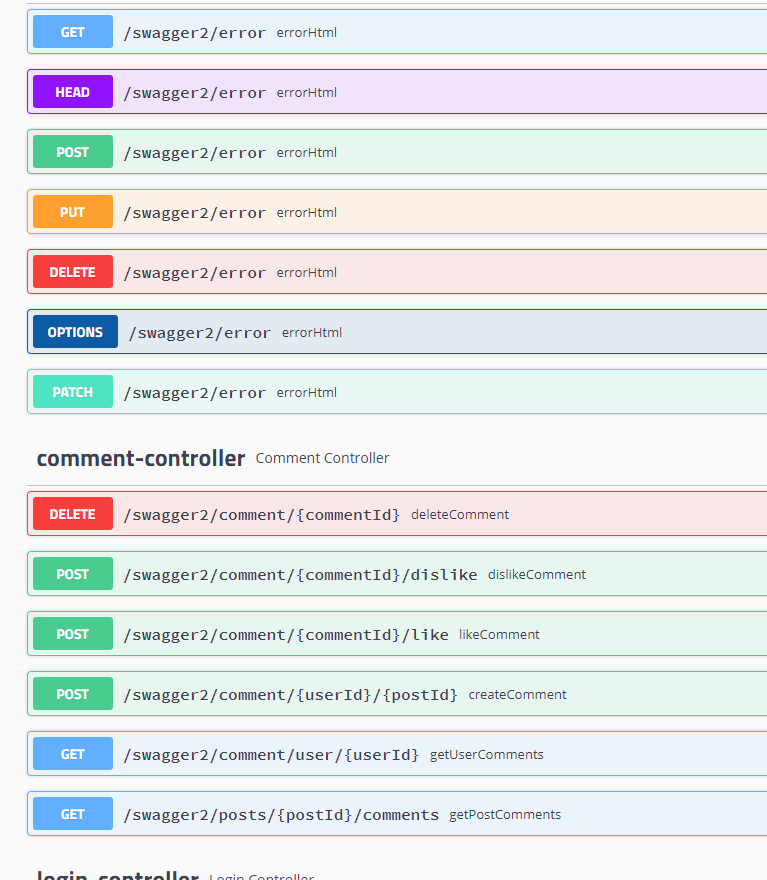 GET /swagger2/error errorHtml
HEAD /swagger2/error errorHtml
POST /swagger2/error errorHtml
PUT /swagger2/error errorHtml
DELETE /swagger2/error errorHtml
OPTIONS /swagger2/error errorHtml
PATCH /swagger2/error errorHtml
comment-controller Comment Controller
DELETE /swagger2/comment/{commentId} deleteComment
POST /swagger2/comment/{commentId}/dislike dislikeComment
POST /swagger2/comment/{commentId}/like likeComment
POST /swagger2/comment/{userId}/{postId} createComment
GET /swagger2/comment/user/{userId} getUserComments
GET /swagger2/posts/{postId}/comments getPostComments
login-controller Login Controller